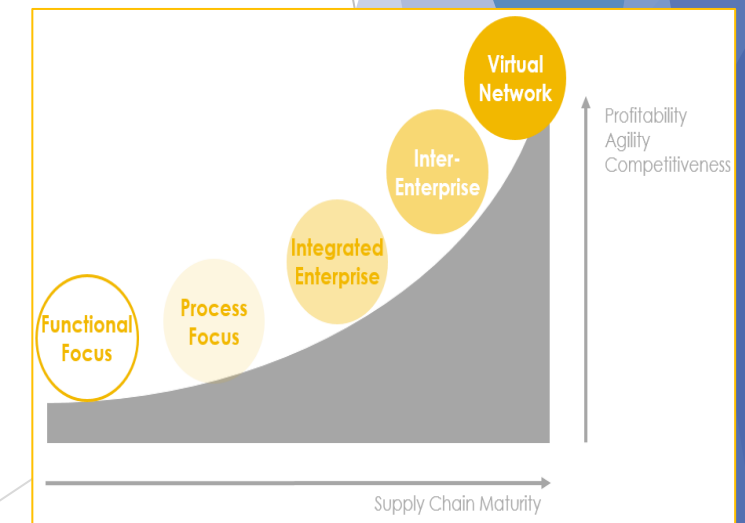 Virtual
Network
Profitability
Agility
Competitiveness
Inter-
Enterprise
Integrated
Enterprise
Process
Focus
Functional
Focus
Supply Chain Maturity